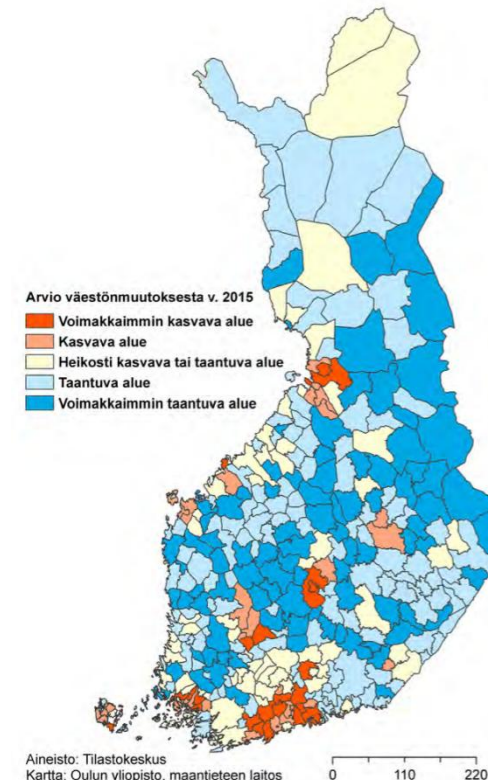 Arvio väestönmuutoksesta v. 2015
Voimakkaimmin kasvava alue
Kasvava alue
Heikosti kasvava tai taantuva alue
Taantuva alue
Voimakkaimmin taantuva alue
Aineisto: Tilastokeskus
Kartta: Oulun yliopisto, maantieteen laitos
0 110 220